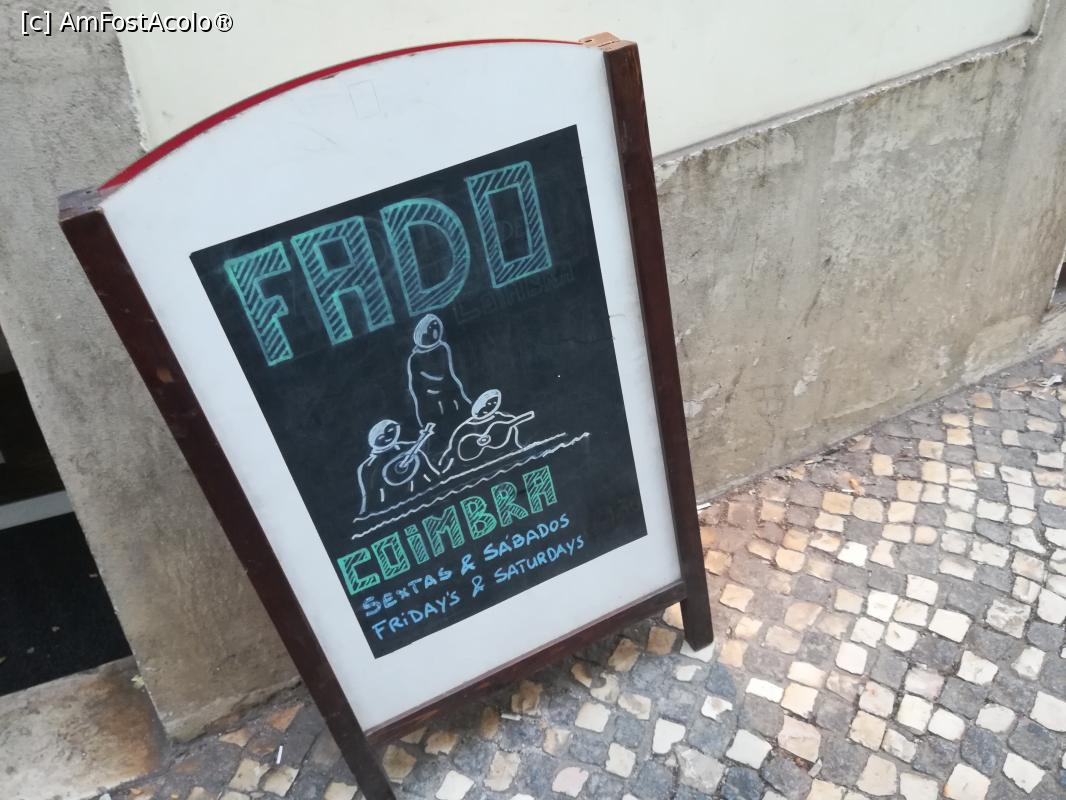 [c] AmFostAcolo®
FADO
COIMBRA
SEXTAS & SÁBADOS
FRIDAY'S & SATURDAYS